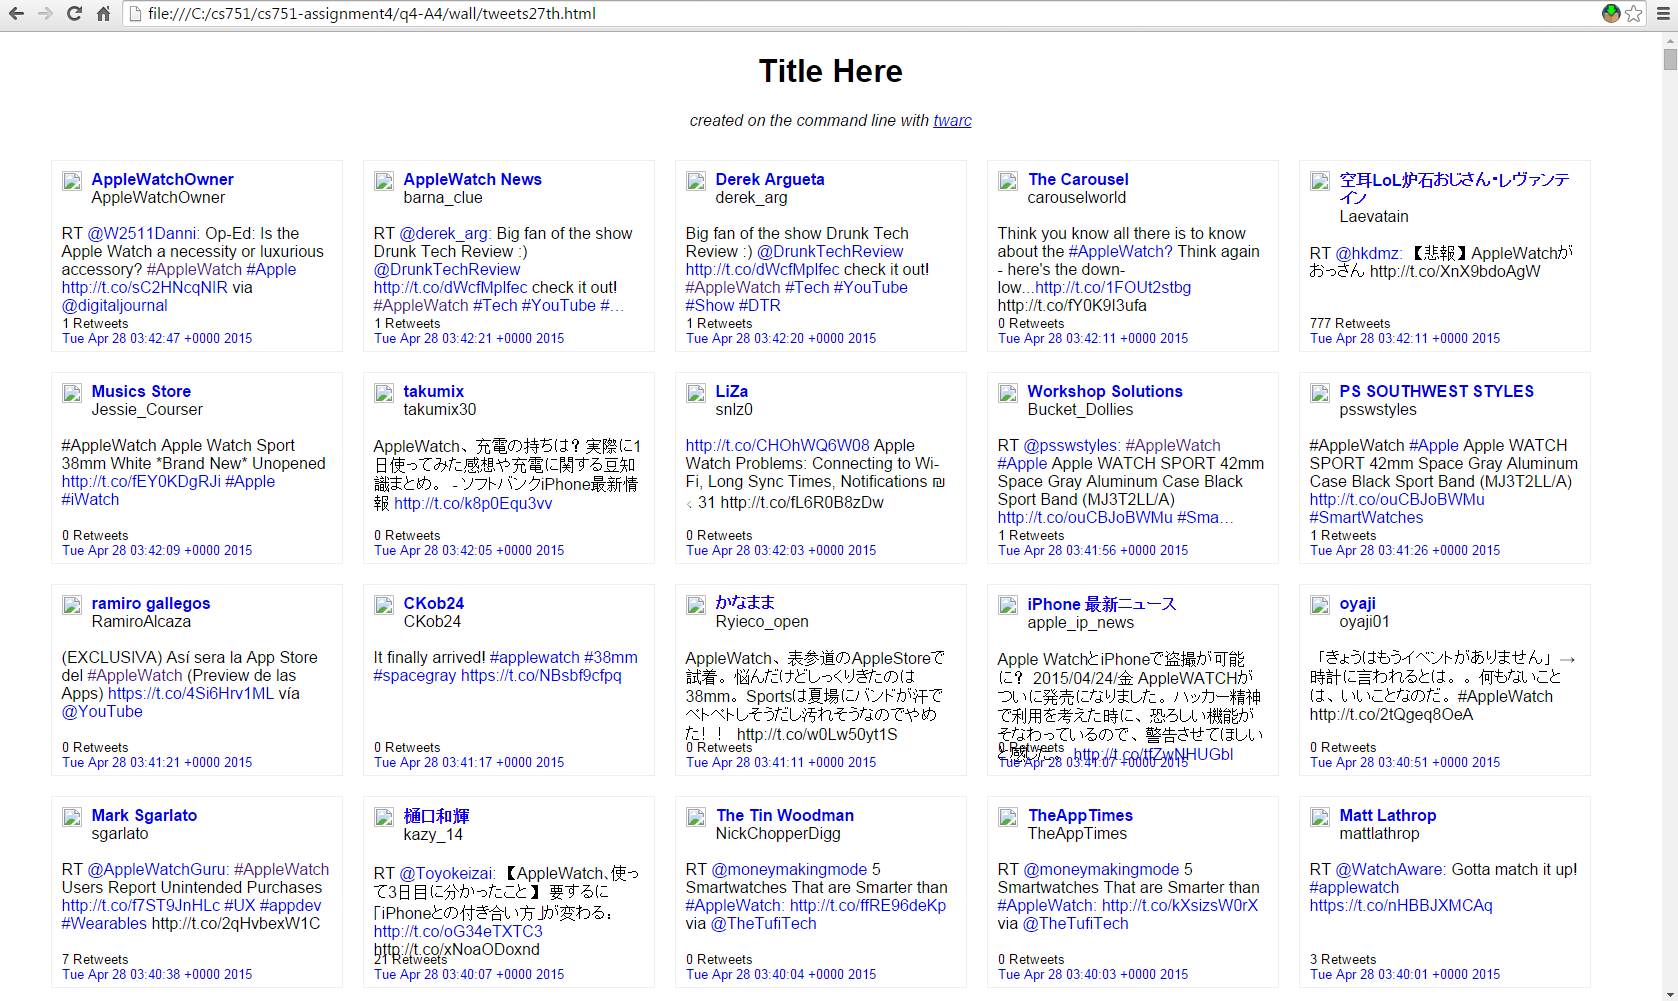 file:///C:/cs751/cs751-assignment4/q4-A4/wall/tweets27th.html
Title Here
created on the command line with twarc
AppleWatchOwner
AppleWatchOwner
RT @W2511Danni: Op-Ed: Is the
Apple Watch a necessity or luxurious
accessory? #AppleWatch #Apple
http://t.co/sC2HNcqNIR via
@digitaljournal
1 Retweets
Tue Apr 28 03:42:47 +0000 2015
AppleWatch News
barna_clue
RT @derek_arg: Big fan of the show
Drunk Tech Review :)
@DrunkTechReview
http://t.co/dWcfMplfec check it out!
#AppleWatch #Tech #YouTube #…
1 Retweets
Tue Apr 28 03:42:21 +0000 2015
Derek Argueta
derek_arg
Big fan of the show Drunk Tech
Review :) @DrunkTechReview
http://t.co/dWcfMplfec check it out!
#AppleWatch #Tech #YouTube
#Show #DTR
1 Retweets
Tue Apr 28 03:42:20 +0000 2015
The Carousel
carouselworld
Think you know all there is to know
about the #AppleWatch? Think again
- here's the down-
low...http://t.co/1FOUt2stbg
http://t.co/fY0K9I3ufa
0 Retweets
Tue Apr 28 03:42:11 +0000 2015
空耳LoL炉石おじさん・レヴァンテ
イン
Laevatain
RT @hkdmz: 【悲報】AppleWatchが
おっさん http://t.co/XnX9bdoAgW
777 Retweets
Tue Apr 28 03:42:11 +0000 2015
Musics Store
Jessie_Courser
#AppleWatch Apple Watch Sport
38mm White *Brand New* Unopened
http://t.co/fEY0KDgRJi #Apple
#iWatch
0 Retweets
Tue Apr 28 03:42:09 +0000 2015
takumix
takumix30
AppleWatch、充電の持ちは？実際に1
日使ってみた感想や充電に関する豆知
識まとめ。 - ソフトバンクiPhone最新情
報 http://t.co/k8p0Equ3vv
0 Retweets
Tue Apr 28 03:42:05 +0000 2015
LiZa
snlz0
http://t.co/CHOhWQ6W08 Apple
Watch Problems: Connecting to Wi-
Fi, Long Sync Times, Notifications ₪
31 http://t.co/fL6R0B8zDw
0 Retweets
Tue Apr 28 03:42:03 +0000 2015
Workshop Solutions
Bucket_Dollies
RT @psswstyles: #AppleWatch
#Apple Apple WATCH SPORT 42mm
Space Gray Aluminum Case Black
Sport Band (MJ3T2LL/A)
http://t.co/ouCBJoBWMu #Sma…
1 Retweets
Tue Apr 28 03:41:56 +0000 2015
PS SOUTHWEST STYLES
psswstyles
#AppleWatch #Apple Apple WATCH
SPORT 42mm Space Gray Aluminum
Case Black Sport Band (MJ3T2LL/A)
http://t.co/ouCBJoBWMu
#SmartWatches
1 Retweets
Tue Apr 28 03:41:26 +0000 2015
ramiro gallegos
RamiroAlcaza
(EXCLUSIVA) Así sera la App Store
del #AppleWatch (Preview de las
Apps) https://t.co/4Si6Hrv1ML vía
@YouTube
0 Retweets
Tue Apr 28 03:41:21 +0000 2015
CKob24
CKob24
It finally arrived! #applewatch #38mm
#spacegray https://t.co/NBsbf9cfpq
0 Retweets
Tue Apr 28 03:41:17 +0000 2015
かなまま
Ryieco_open
AppleWatch、表参道のAppleStoreで
試着。悩んだけどしっくりきたのは
38mm。Sportsは夏場にバンドが汗で
ベトベトしそうだし汚れそうなのでやめ
た！！ http://t.co/w0Lw50yt1S
0 Retweets
Tue Apr 28 03:41:11 +0000 2015
iPhone 最新ニュース
apple_ip_news
Apple WatchとiPhoneで盗撮が可能
に？ 2015/04/24/金 AppleWATCHが
ついに発売になりました。ハッカー精神
で利用を考えた時に、恐ろしい機能が
そなわっているので、警告させてほしい
と感じた。 http://t.co/tfZwNHUGbl
0 Retweets
Tue Apr 28 03:41:07 +0000 2015
oyaji
oyaji01
「きょうはもうイベントがありません」→
時計に言われるとは。。何もないこと
は、いいことなのだ。#AppleWatch
http://t.co/2tQgeq8OeA
0 Retweets
Tue Apr 28 03:40:51 +0000 2015
Mark Sgarlato
sgarlato
RT @AppleWatchGuru: #AppleWatch
Users Report Unintended Purchases
http://t.co/f7ST9JnHLc #UX #appdev
#Wearables http://t.co/2qHvbexW1C
7 Retweets
Tue Apr 28 03:40:38 +0000 2015
樋口和輝
kazy_14
RT @Toyokeizai: 【AppleWatch、使っ
て3日目に分かったこと】 要するに
「iPhoneとの付き合い方」が変わる：
http://t.co/oG34eTXTC3
http://t.co/xNoaODoxnd
21 Retweets
Tue Apr 28 03:40:07 +0000 2015
The Tin Woodman
NickChopperDigg
RT @moneymakingmode 5
Smartwatches That are Smarter than
#AppleWatch: http://t.co/ffRE96deKp
via @TheTufiTech
0 Retweets
Tue Apr 28 03:40:04 +0000 2015
TheAppTimes
TheAppTimes
RT @moneymakingmode 5
Smartwatches That are Smarter than
#AppleWatch: http://t.co/kXsizsW0rX
via @TheTufiTech
0 Retweets
Tue Apr 28 03:40:03 +0000 2015
Matt Lathrop
mattlathrop
RT @WatchAware: Gotta match it up!
#applewatch
https://t.co/nHBBJXMCAq
3 Retweets
Tue Apr 28 03:40:01 +0000 2015